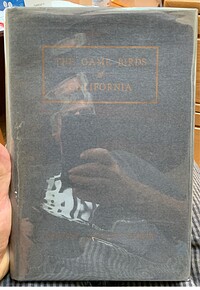 THE GAME BIRDS
OF
CALIFORNIA